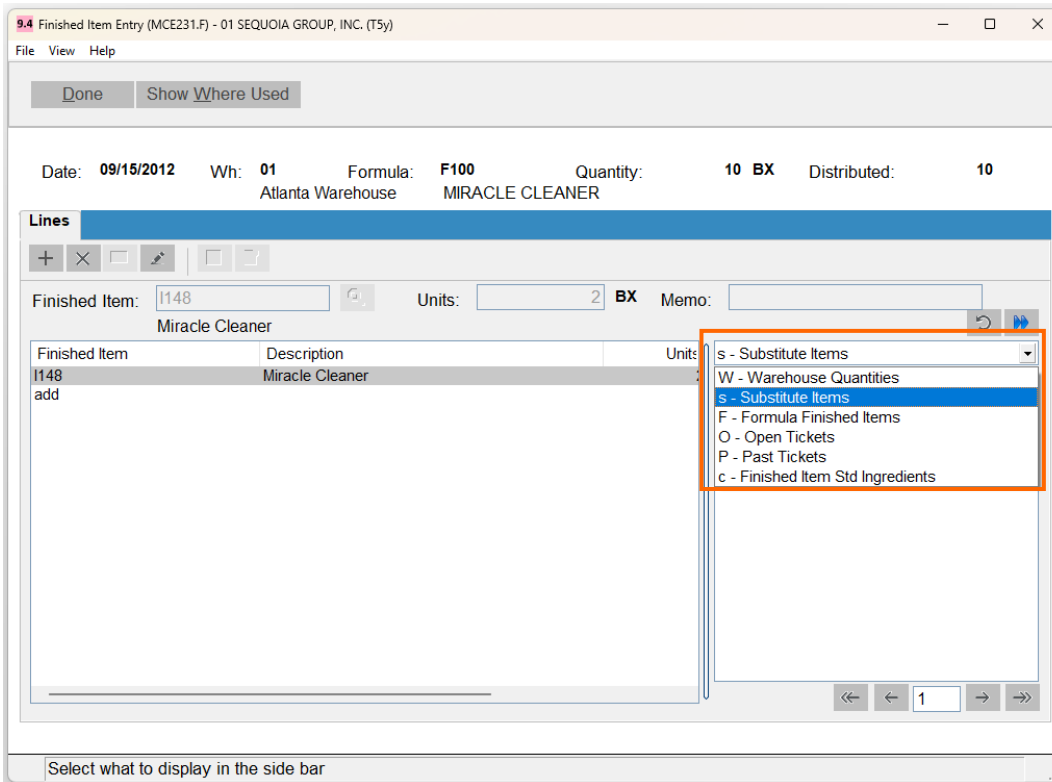 9.4 Finished Item Entry (MCE231.F) - 01 SEQUOIA GROUP, INC. (T5y)
File View Help
Done Show Where Used
Date: 09/15/2012 Wh: 01 Formula: F100 Quantity: 10 BX Distributed: 10
Atlanta Warehouse MIRACLE CLEANER
Lines
Finished Item: I148 Units: 2 BX Memo:
Miracle Cleaner
Finished Item Description Units
I148 Miracle Cleaner
add
s - Substitute Items
W - Warehouse Quantities
s - Substitute Items
F - Formula Finished Items
O - Open Tickets
P - Past Tickets
c - Finished Item Std Ingredients
1
Select what to display in the side bar